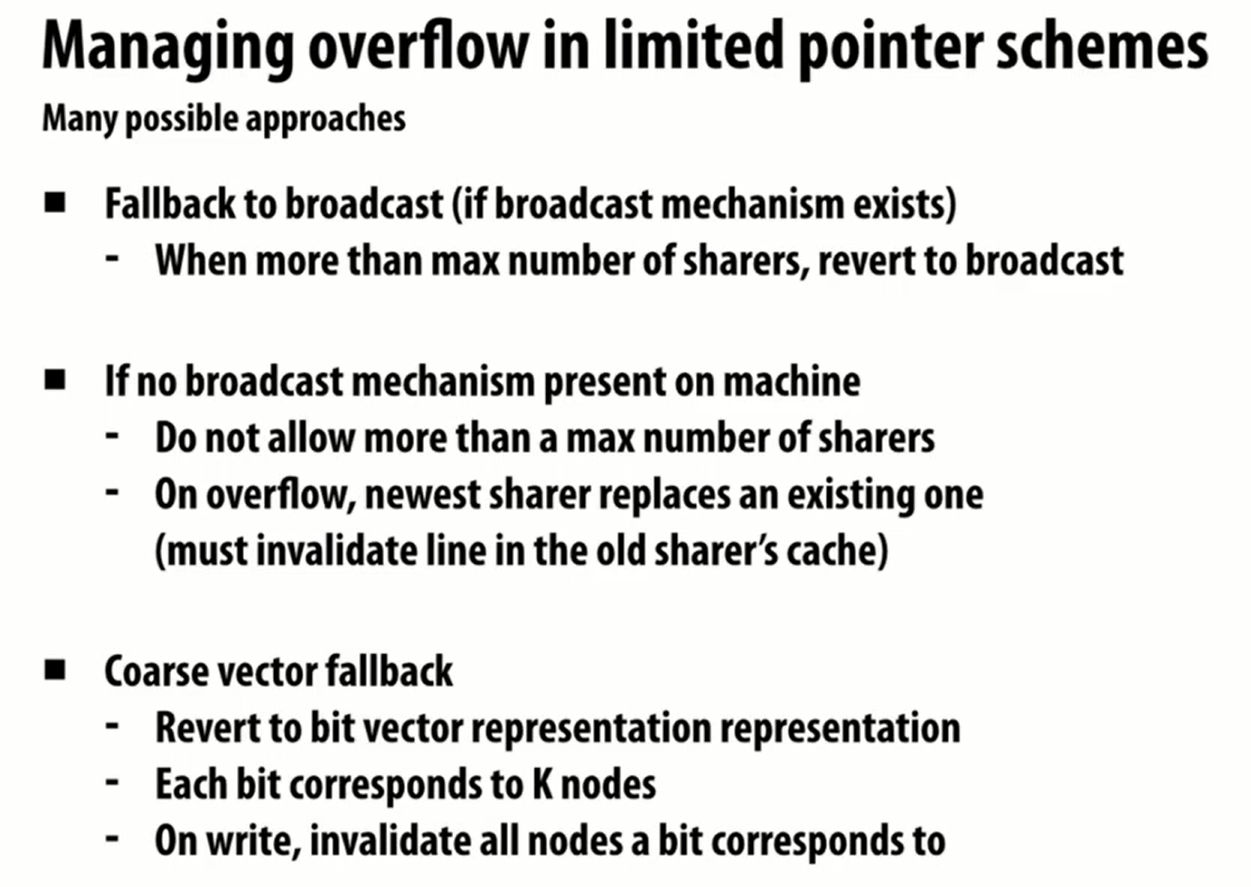 Managing overflow in limited pointer schemes
Many possible approaches
■ Fallback to broadcast (if broadcast mechanism exists)
- When more than max number of sharers, revert to broadcast
■ If no broadcast mechanism present on machine
- Do not allow more than a max number of sharers
- On overflow, newest sharer replaces an existing one
(must invalidate line in the old sharer’s cache)
■ Coarse vector fallback
- Revert to bit vector representation representation
- Each bit corresponds to K nodes
- On write, invalidate all nodes a bit corresponds to